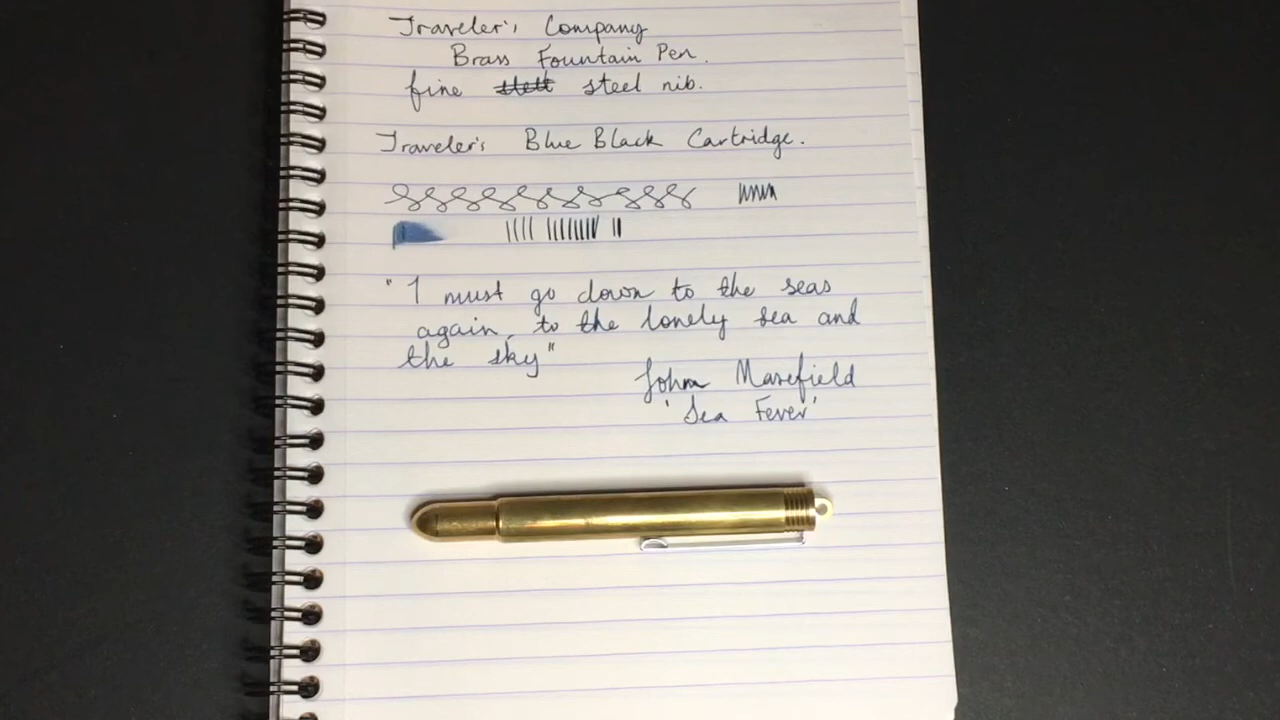 Traveler's Company
Brass Fountain Pen.
fine stett steel nib.
Traveler's Blue Black Cartridge.
"I must go down to the seas
again, to the lonely sea and
the sky"
John Masefield
'Sea Fever'